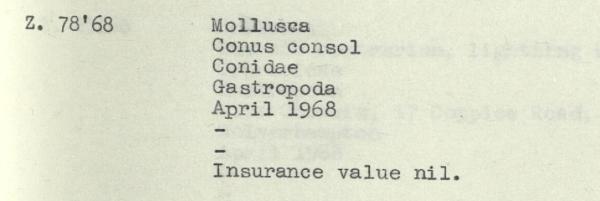 Z. 78'68 Mollusca
Conus consol
Conidae
Gastropoda
April 1968
-
-
Insurance value nil.